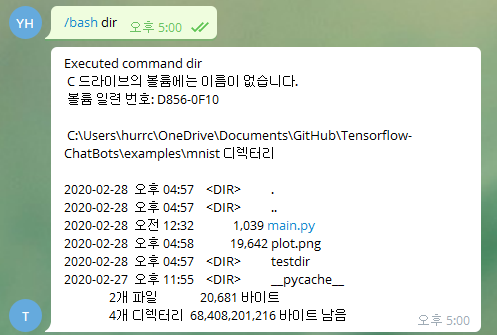 YH
/bash dir
오후 5:00
Executed command dir
C 드라이브의 볼륨에는 이름이 없습니다.
볼륨 일련 번호: D856-0F10
C:\Users\hurrc\OneDrive\Documents\GitHub\Tensorflow-
ChatBots\examples\mnist 디렉터리
2020-02-28 오후 04:57 <DIR> .
2020-02-28 오후 04:57 <DIR> ..
2020-02-28 오전 12:32 1,039 main.py
2020-02-28 오후 04:58 19,642 plot.png
2020-02-28 오후 04:57 <DIR> testdir
2020-02-27 오후 11:55 <DIR> __pycache__
2개 파일 20,681 바이트
4개 디렉터리 68,408,201,216 바이트 남음
T
오후 5:00